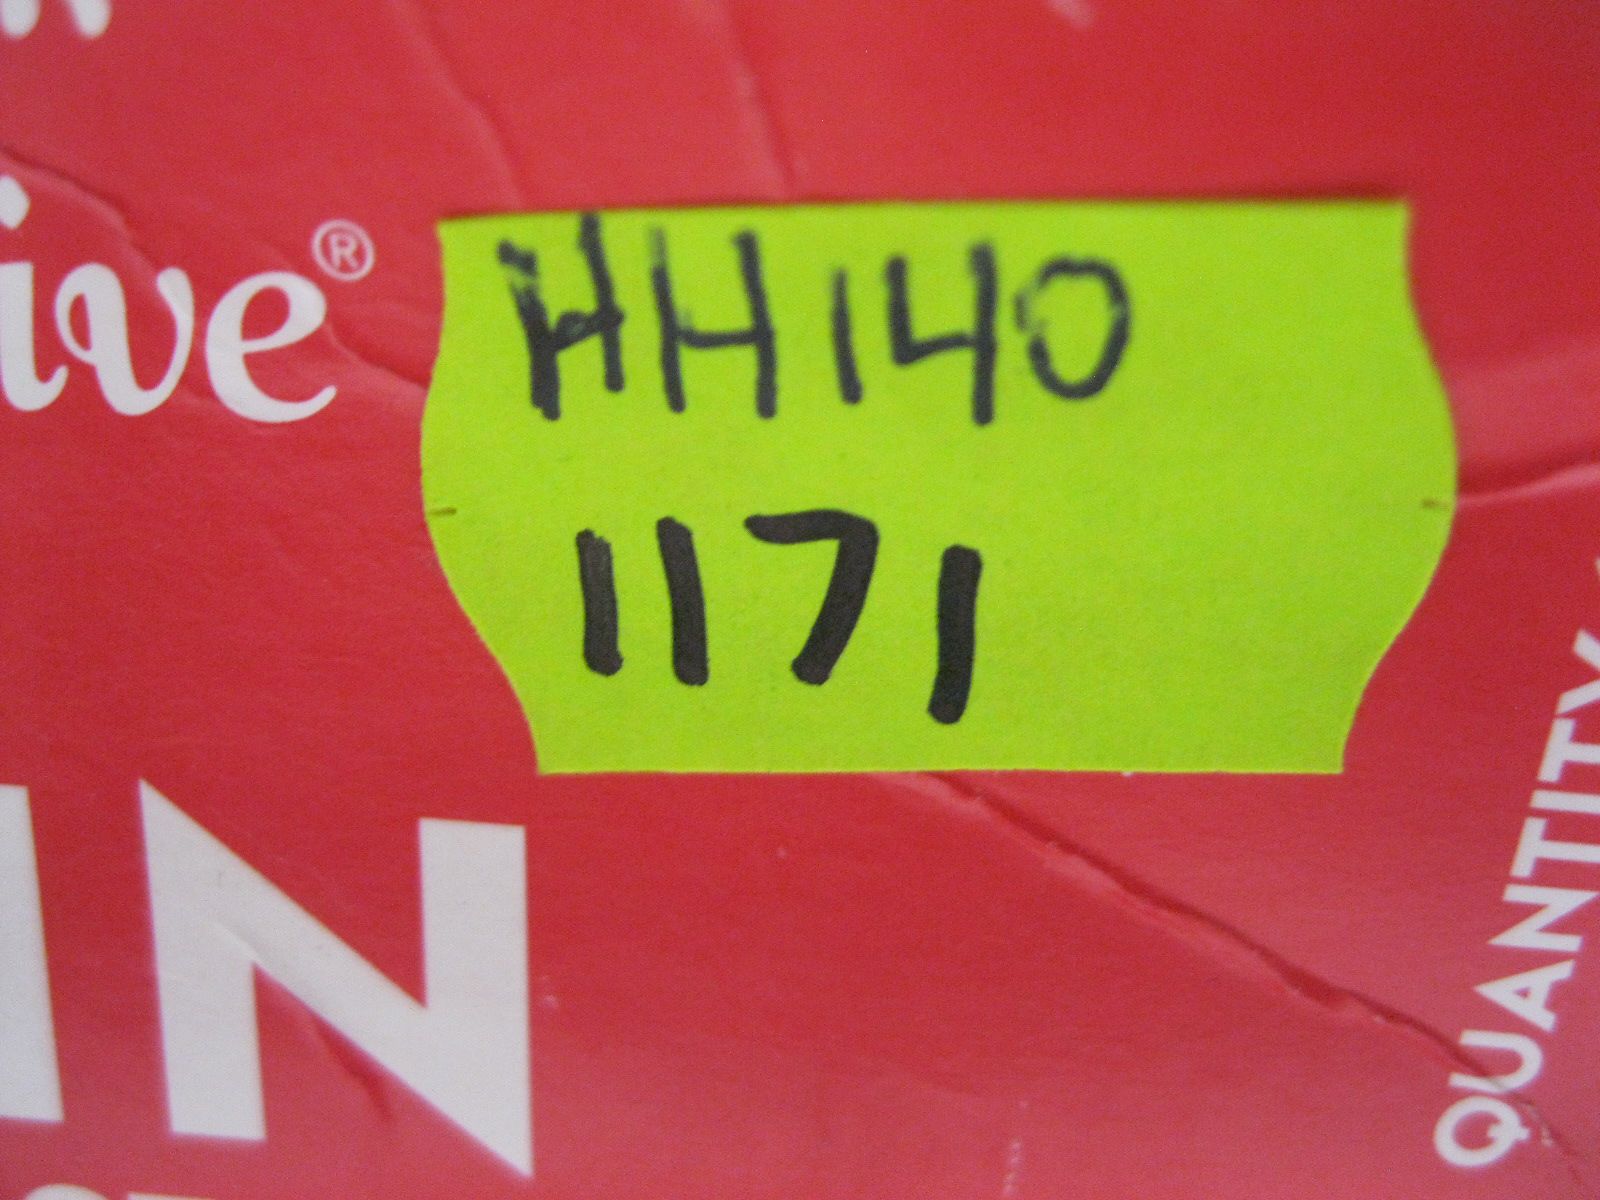 ive®
HH140
1171
IN
QUANTITY